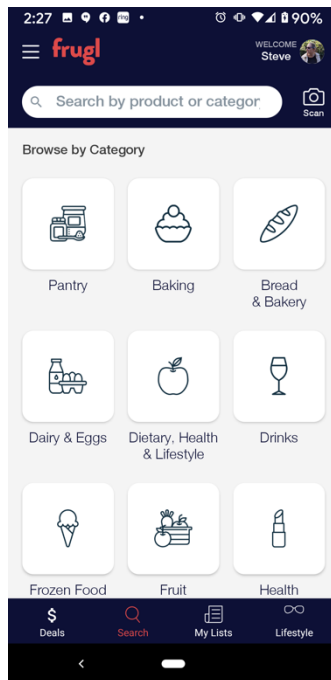 2:27
ring
90%
frugl
WELCOME
Steve
Search by product or categor
Scan
Browse by Category
Pantry
Baking
Bread
& Bakery
Dairy & Eggs
Dietary, Health
& Lifestyle
Drinks
Frozen Food
Fruit
Health
$
Deals
Search
My Lists
Lifestyle